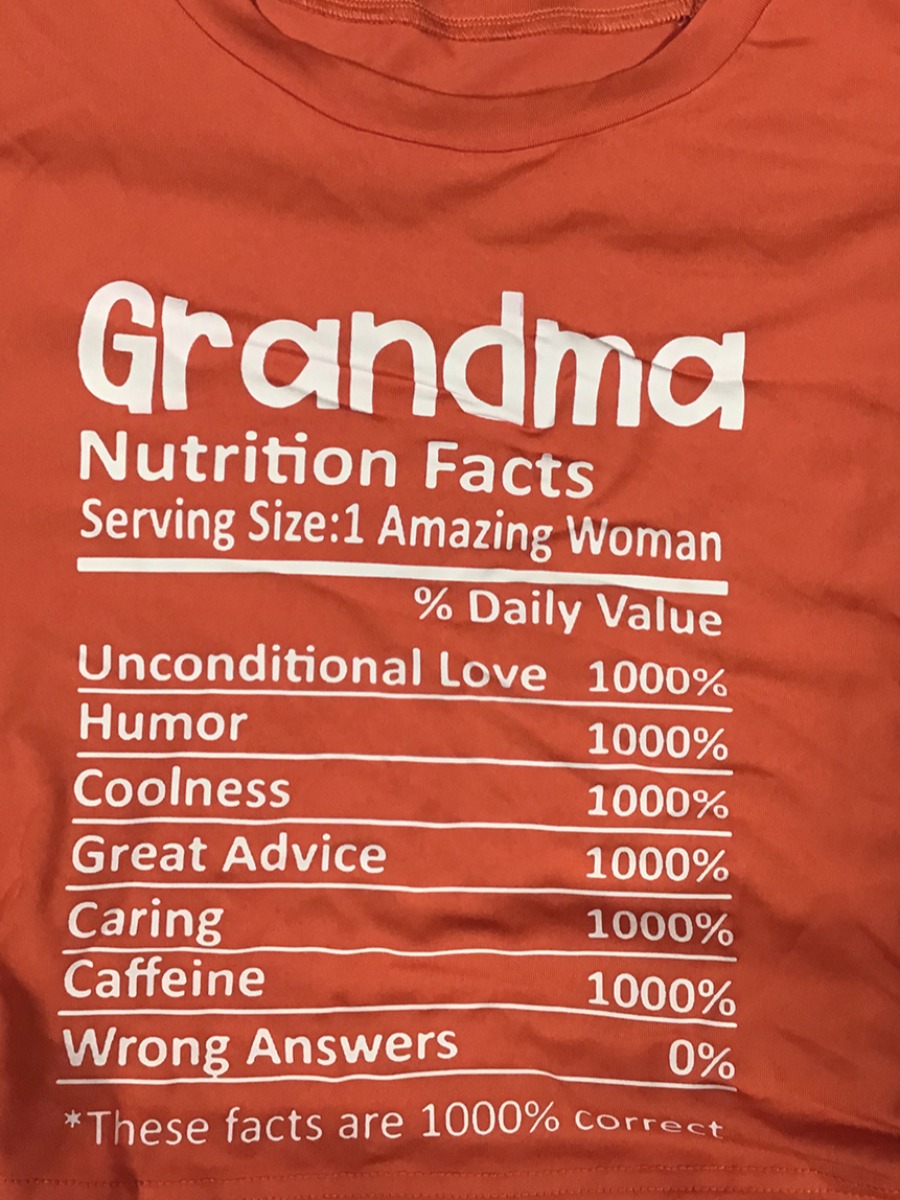 Grandma
Nutrition Facts
Serving Size:1 Amazing Woman
% Daily Value
Unconditional Love 1000%
Humor 1000%
Coolness 1000%
Great Advice 1000%
Caring 1000%
Caffeine 1000%
Wrong Answers 0%
*These facts are 1000% correct